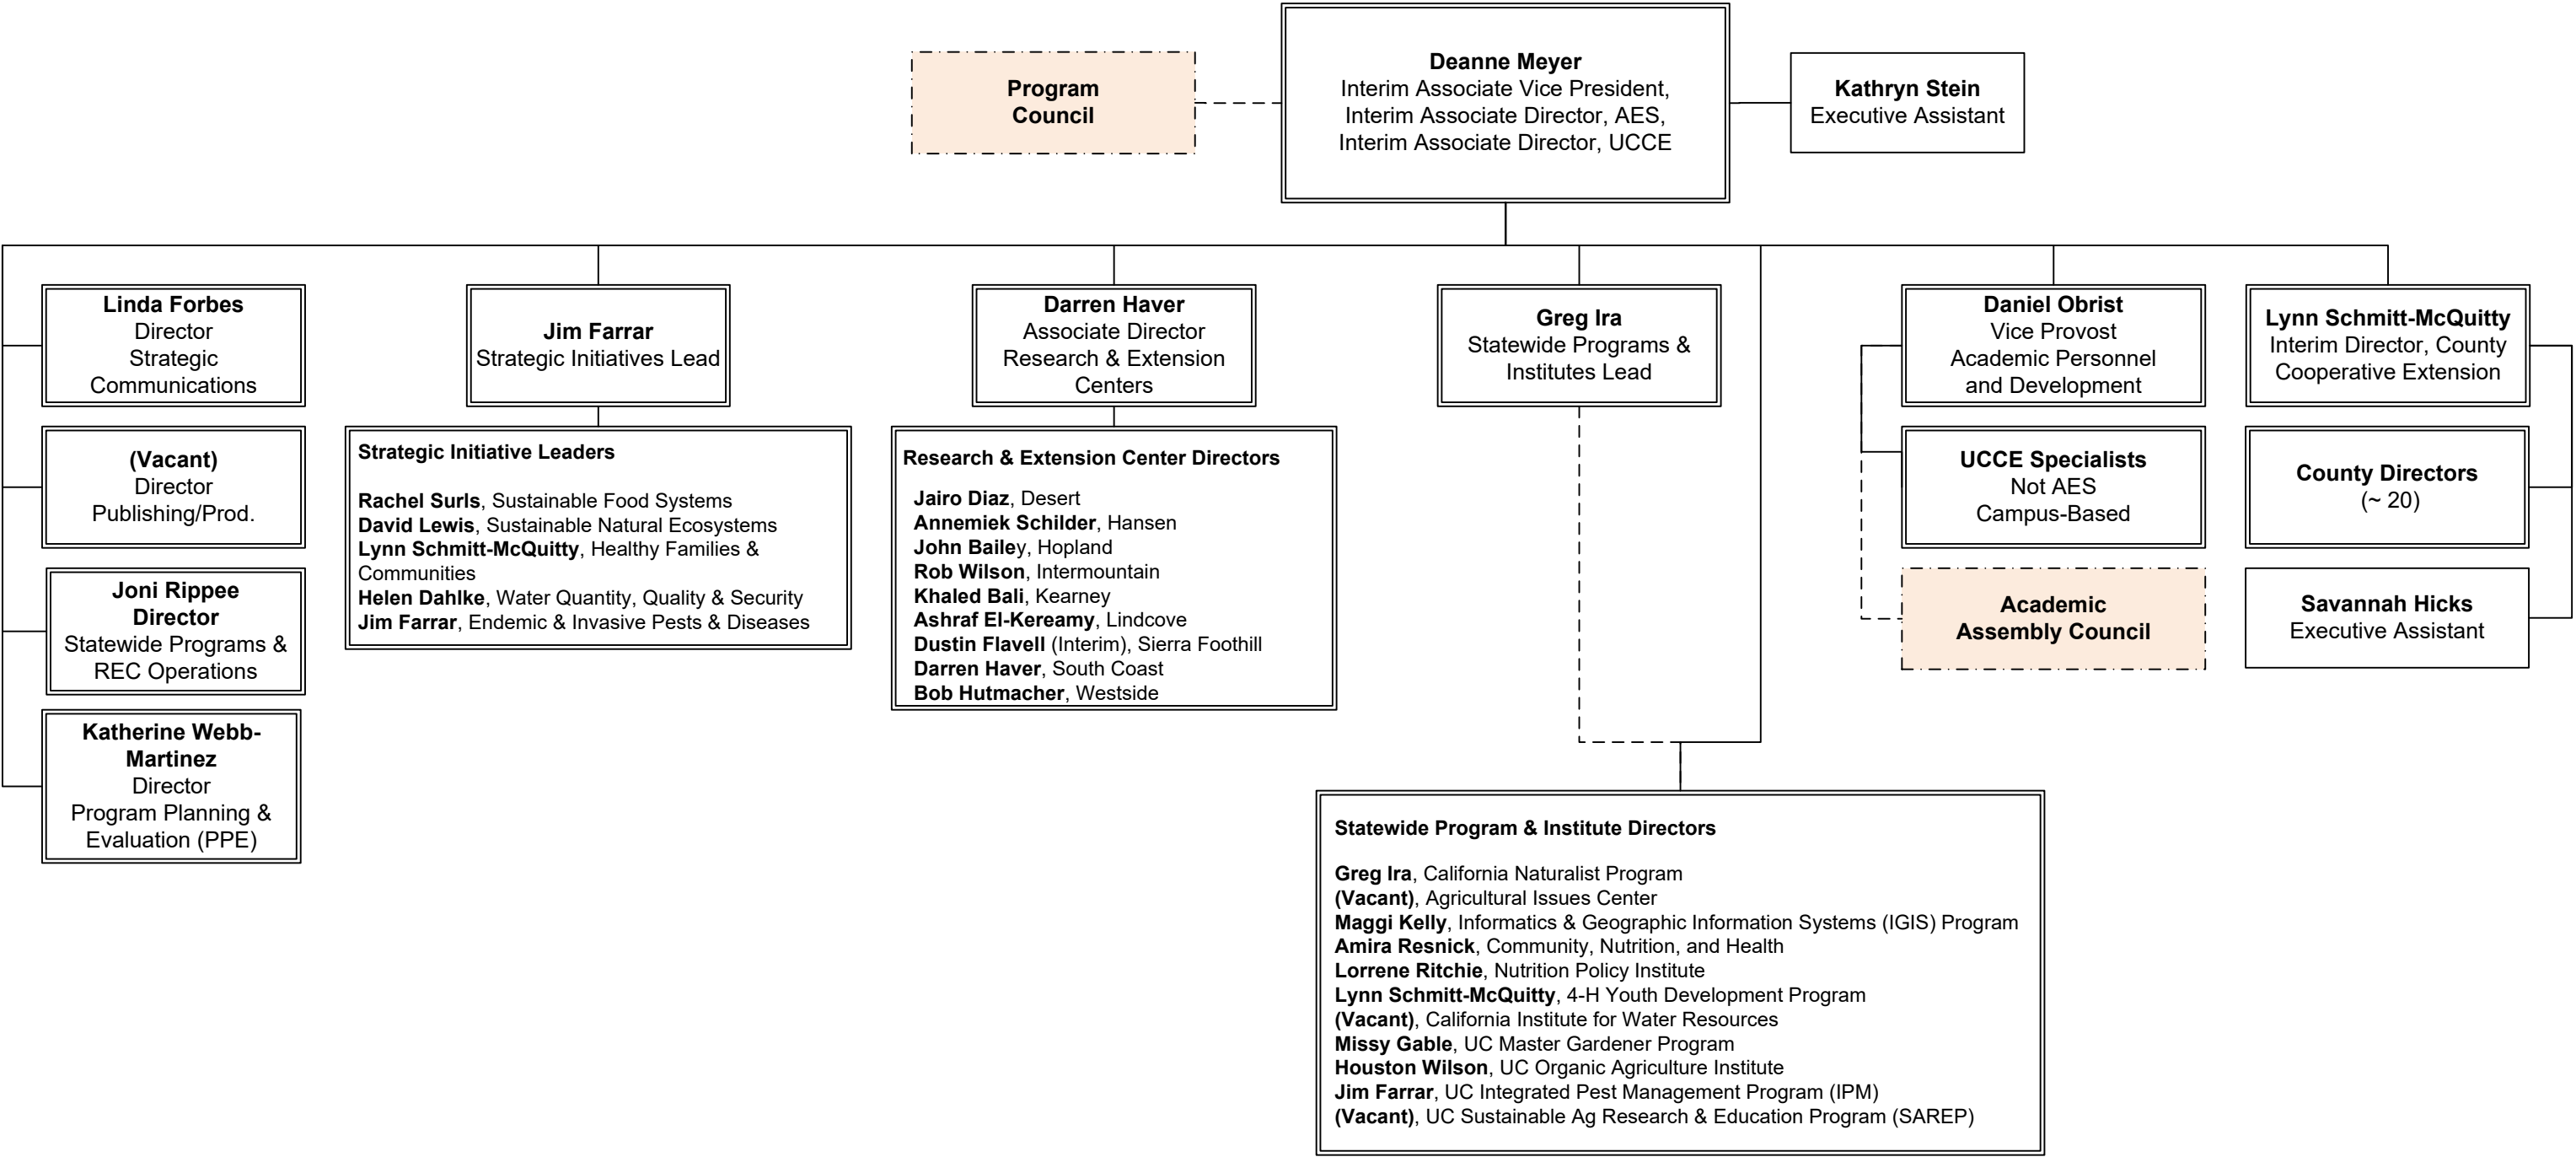 Deanne Meyer
Interim Associate Vice President,
Interim Associate Director, AES,
Interim Associate Director, UCCE
Program
Council
Kathryn Stein
Executive Assistant
Linda Forbes
Director
Strategic
Communications
(Vacant)
Director
Publishing/Prod.
Joni Rippee
Director
Statewide Programs &
REC Operations
Katherine Webb-
Martinez
Director
Program Planning &
Evaluation (PPE)
Jim Farrar
Strategic Initiatives Lead
Strategic Initiative Leaders
Rachel Surls, Sustainable Food Systems
David Lewis, Sustainable Natural Ecosystems
Lynn Schmitt-McQuitty, Healthy Families &
Communities
Helen Dahlke, Water Quantity, Quality & Security
Jim Farrar, Endemic & Invasive Pests & Diseases
Darren Haver
Associate Director
Research & Extension
Centers
Research & Extension Center Directors
Jairo Diaz, Desert
Annemiek Schilder, Hansen
John Bailey, Hopland
Rob Wilson, Intermountain
Khaled Bali, Kearney
Ashraf El-Kereamy, Lindcove
Dustin Flavell (Interim), Sierra Foothill
Darren Haver, South Coast
Bob Hutmacher, Westside
Greg Ira
Statewide Programs &
Institutes Lead
Statewide Program & Institute Directors
Greg Ira, California Naturalist Program
(Vacant), Agricultural Issues Center
Maggi Kelly, Informatics & Geographic Information Systems (IGIS) Program
Amira Resnick, Community, Nutrition, and Health
Lorrene Ritchie, Nutrition Policy Institute
Lynn Schmitt-McQuitty, 4-H Youth Development Program
(Vacant), California Institute for Water Resources
Missy Gable, UC Master Gardener Program
Houston Wilson, UC Organic Agriculture Institute
Jim Farrar, UC Integrated Pest Management Program (IPM)
(Vacant), UC Sustainable Ag Research & Education Program (SAREP)
Daniel Obrist
Vice Provost
Academic Personnel
and Development
UCCE Specialists
Not AES
Campus-Based
Academic
Assembly Council
Lynn Schmitt-McQuitty
Interim Director, County
Cooperative Extension
County Directors
(~ 20)
Savannah Hicks
Executive Assistant